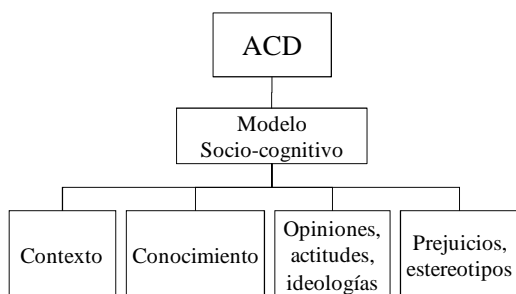 ACD
Modelo
Socio-cognitivo
Contexto
Conocimiento
Opiniones,
actitudes,
ideologías
Prejuicios,
estereotipos